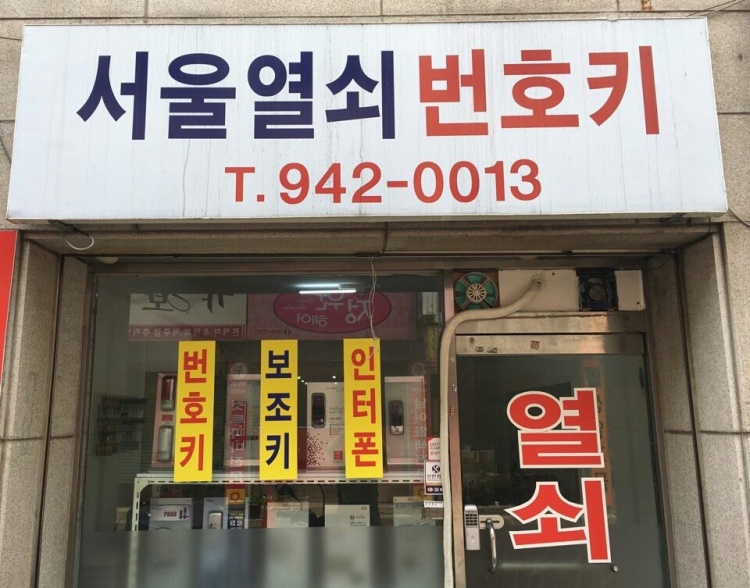 서울열쇠 번호키
T. 942-0013
번호키
보조키
인터폰
열쇠